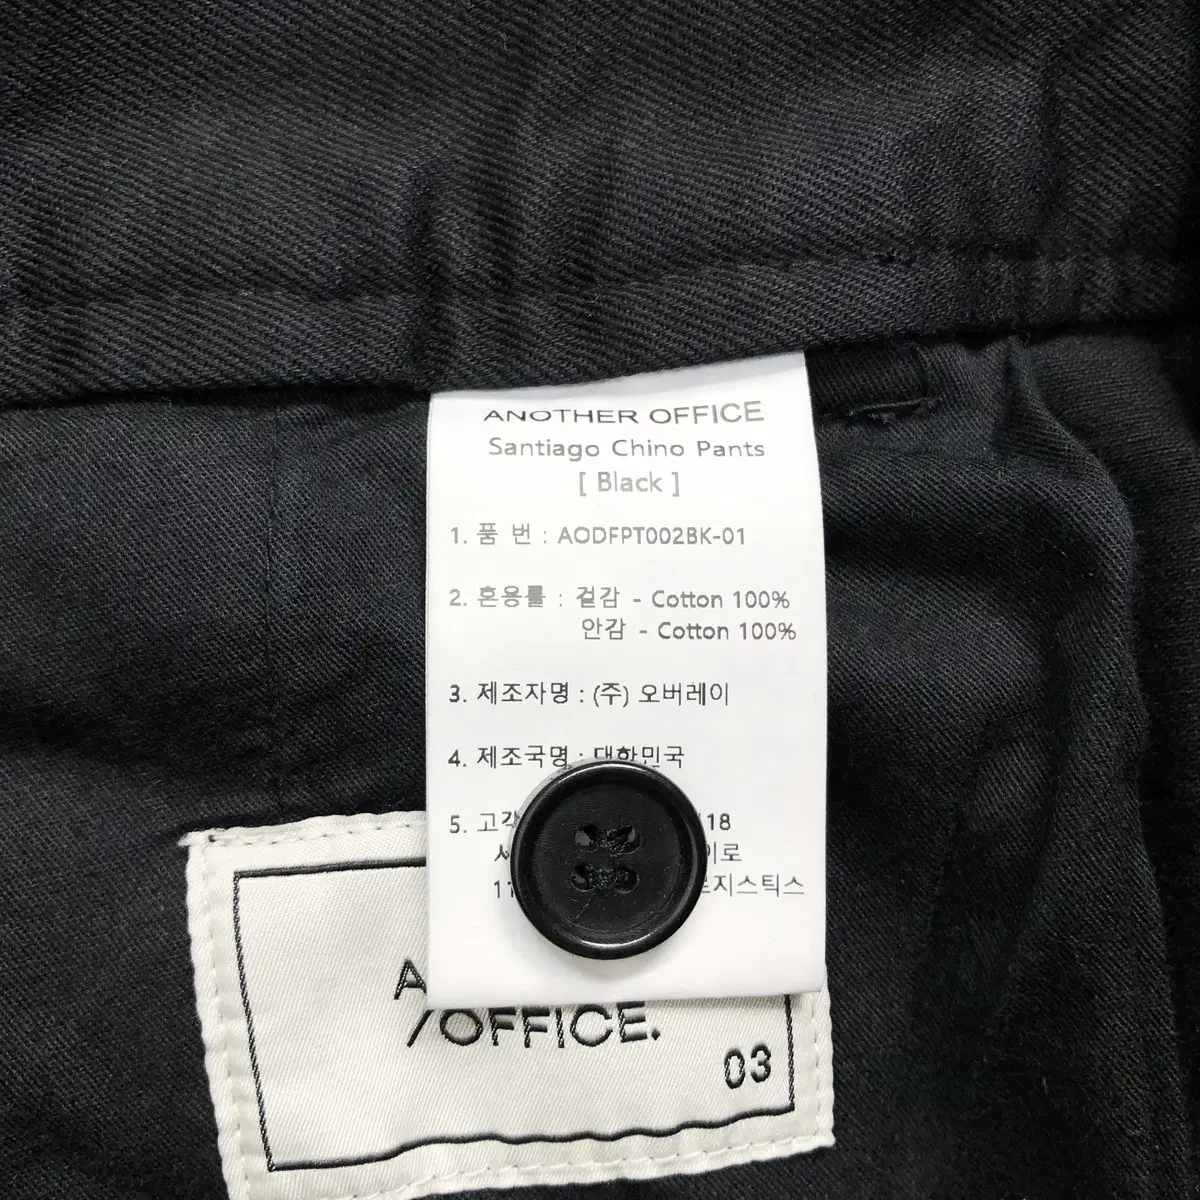 ANOTHER OFFICE
Santiago Chino Pants
[ Black ]
1. 품 번 : AODFPT002BK-01
2. 혼용률 : 겉감 - Cotton 100%
안감 - Cotton 100%
3. 제조자명 : (주) 오버레이
4. 제조국명 : 대한민국
5. 118
/OFFICE.
03